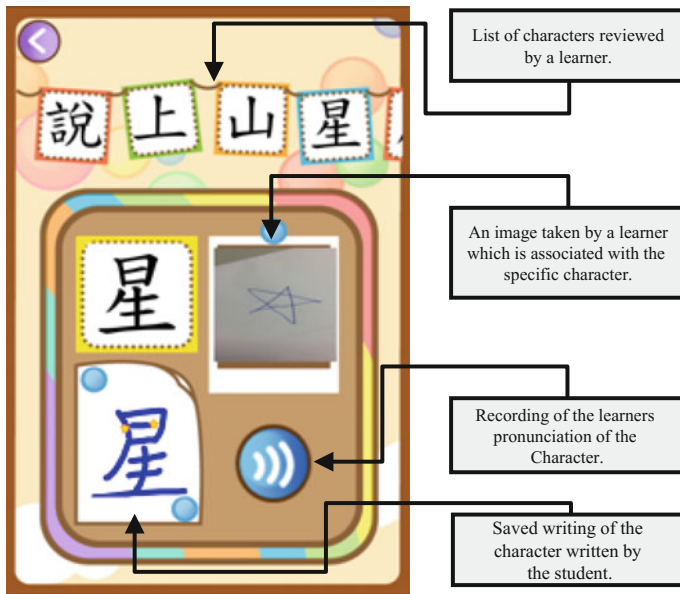 List of characters reviewed
by a learner.
說 上 山 星
An image taken by a learner
which is associated with the
specific character.
星
星
Recording of the learners
pronunciation of the
Character.
Saved writing of the
character written by
the student.